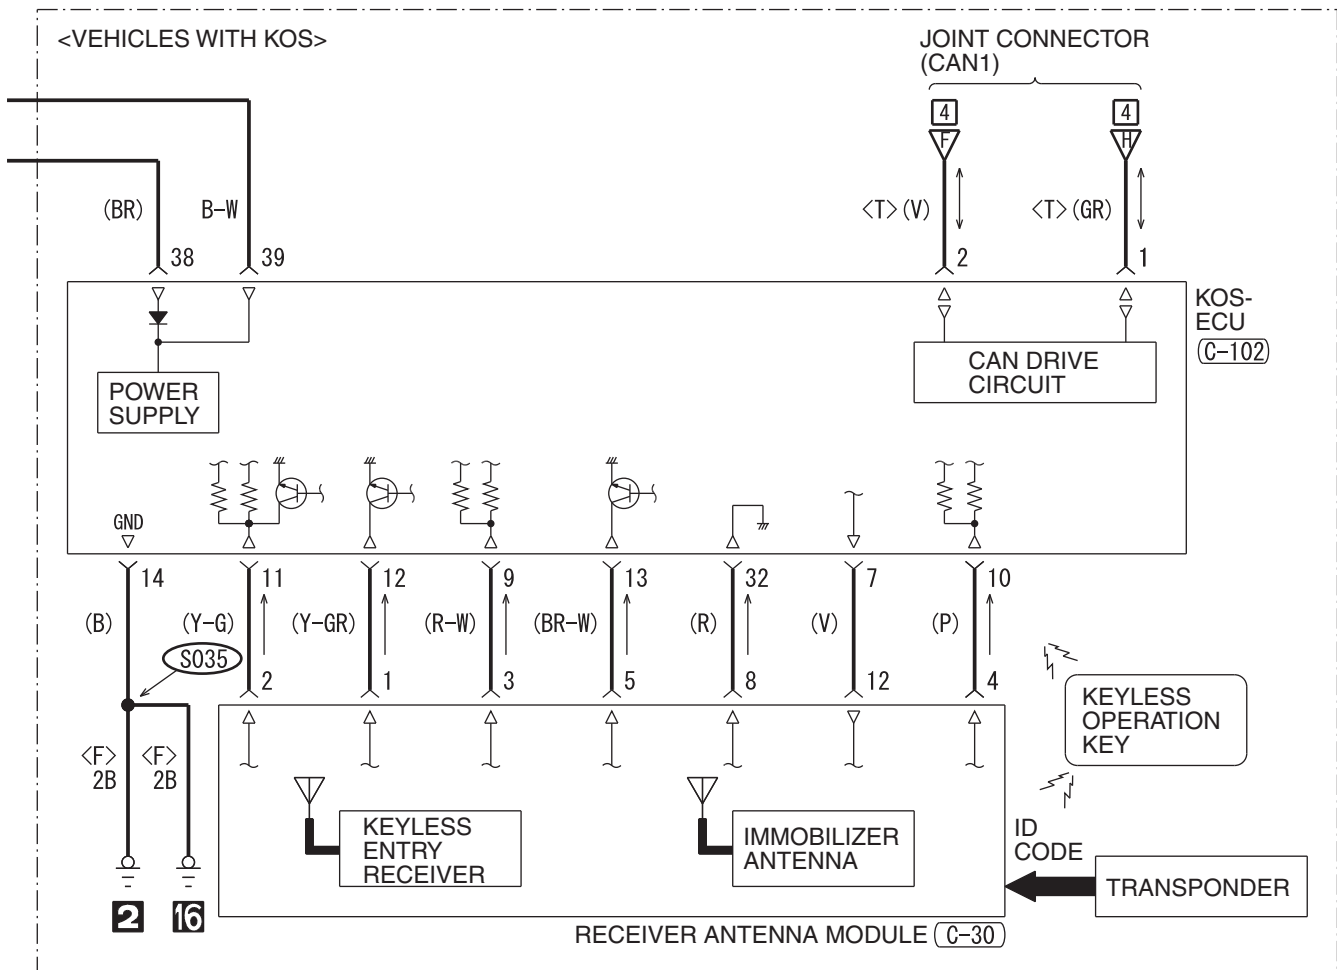 <VEHICLES WITH KOS>
JOINT CONNECTOR
(CAN1)
4
4
F
H
(BR)
B-W
<T>(V)
<T>(GR)
38
39
2
1
KOS-
ECU
C-102
POWER
SUPPLY
CAN DRIVE
CIRCUIT
GND
14
11
12
9
13
32
7
10
(B)
(Y-G)
(Y-GR)
(R-W)
(BR-W)
(R)
(V)
(P)
S035
2
1
3
5
8
12
4
KEYLESS
OPERATION
KEY
<F>
2B
<F>
2B
KEYLESS
ENTRY
RECEIVER
IMMOBILIZER
ANTENNA
ID
CODE
TRANSPONDER
2
16
RECEIVER ANTENNA MODULE C-30